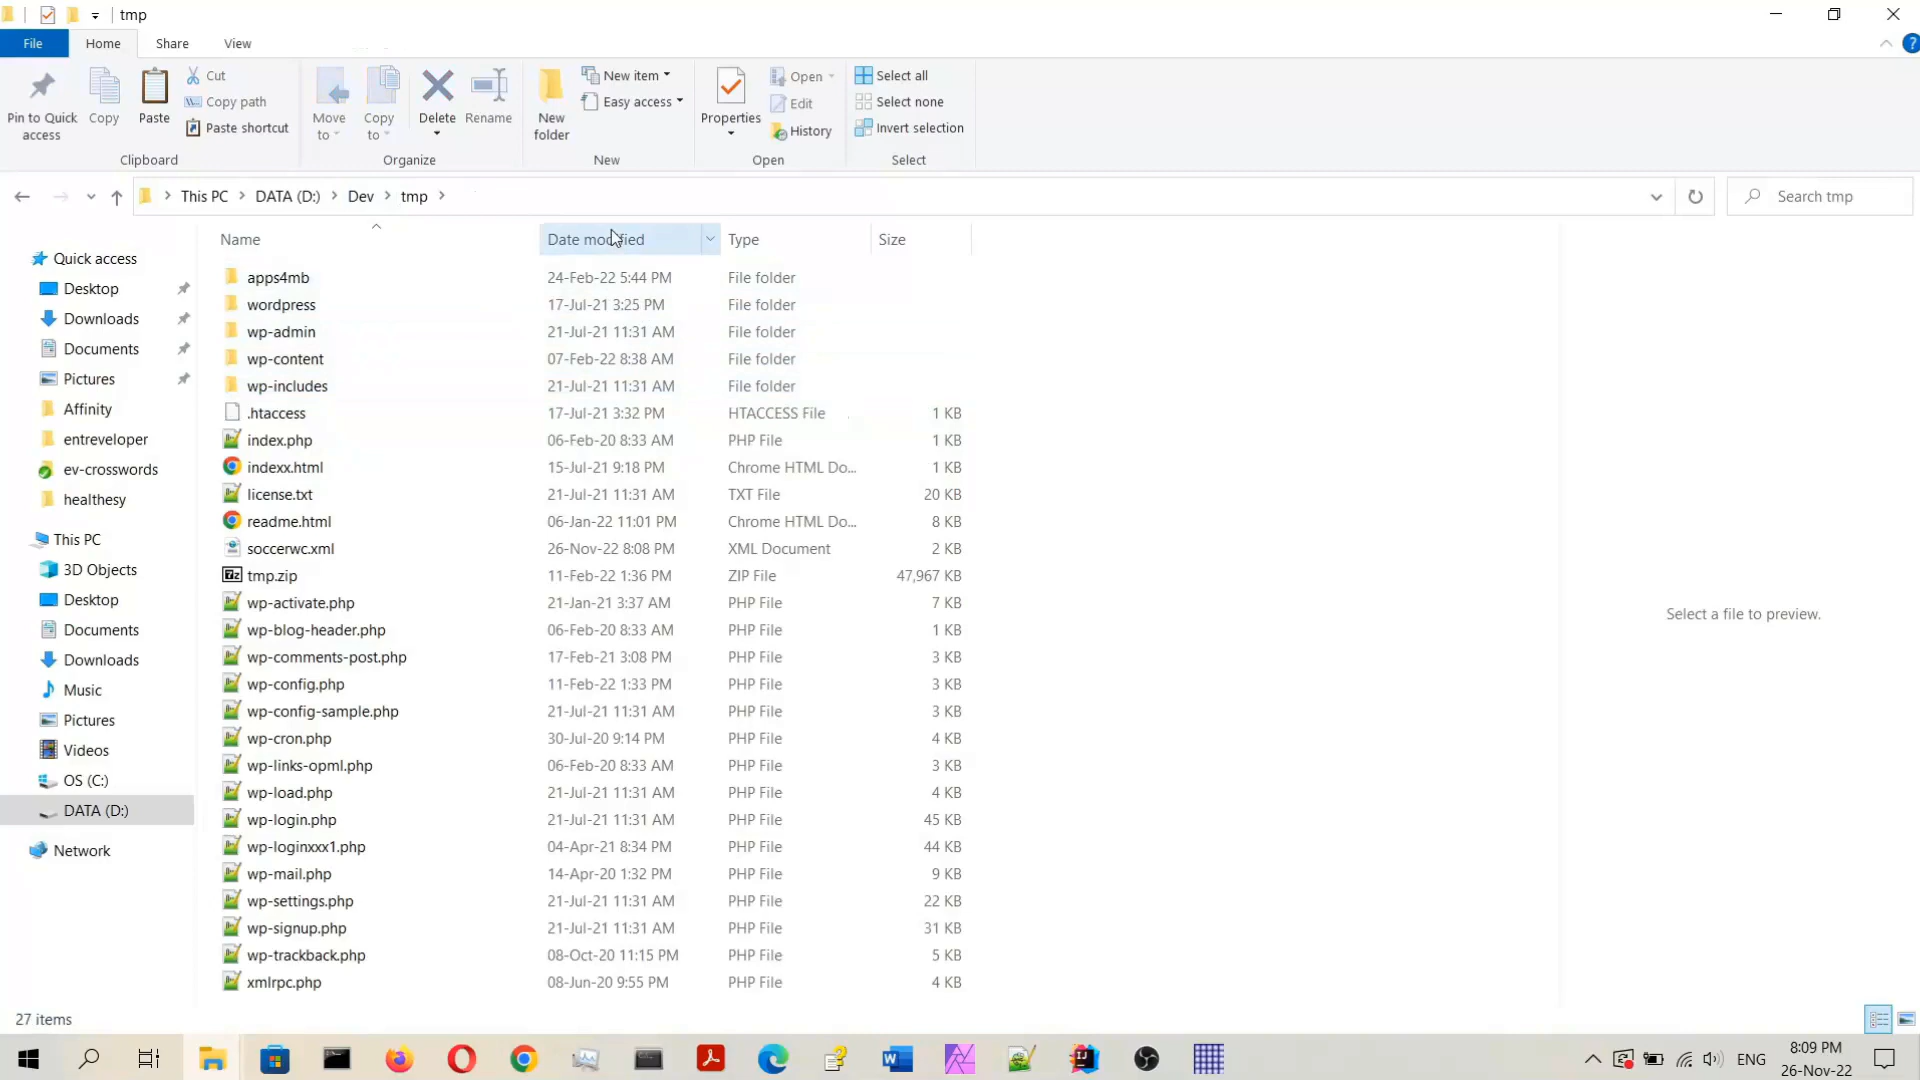 tmp
File Home Share View
Pin to Quick access
Copy
Paste
Cut
Copy path
Paste shortcut
Clipboard
Move to
Copy to
Delete
Rename
Organize
New folder
New item
Easy access
New
Properties
Open
Edit
History
Open
Select all
Select none
Invert selection
Select
This PC DATA (D:) Dev tmp
Search tmp
Name Date modified Type Size
Quick access
Desktop
Downloads
Documents
Pictures
Affinity
entreveloper
ev-crosswords
healthesy
This PC
3D Objects
Desktop
Documents
Downloads
Music
Pictures
Videos
OS (C:)
DATA (D:)
Network
apps4mb 24-Feb-22 5:44 PM File folder
wordpress 17-Jul-21 3:25 PM File folder
wp-admin 21-Jul-21 11:31 AM File folder
wp-content 07-Feb-22 8:38 AM File folder
wp-includes 21-Jul-21 11:31 AM File folder
.htaccess 17-Jul-21 3:32 PM HTACCESS File 1 KB
index.php 06-Feb-20 8:33 AM PHP File 1 KB
indexx.html 15-Jul-21 9:18 PM Chrome HTML Do... 1 KB
license.txt 21-Jul-21 11:31 AM TXT File 20 KB
readme.html 06-Jan-22 11:01 PM Chrome HTML Do... 8 KB
soccerwc.xml 26-Nov-22 8:08 PM XML Document 2 KB
tmp.zip 11-Feb-22 1:36 PM ZIP File 47,967 KB
wp-activate.php 21-Jan-21 3:37 AM PHP File 7 KB
wp-blog-header.php 06-Feb-20 8:33 AM PHP File 1 KB
wp-comments-post.php 17-Feb-21 3:08 PM PHP File 3 KB
wp-config.php 11-Feb-22 1:33 PM PHP File 3 KB
wp-config-sample.php 21-Jul-21 11:31 AM PHP File 3 KB
wp-cron.php 30-Jul-20 9:14 PM PHP File 4 KB
wp-links-opml.php 06-Feb-20 8:33 AM PHP File 3 KB
wp-load.php 21-Jul-21 11:31 AM PHP File 4 KB
wp-login.php 21-Jul-21 11:31 AM PHP File 45 KB
wp-loginxxx1.php 04-Apr-21 8:34 PM PHP File 44 KB
wp-mail.php 14-Apr-20 1:32 PM PHP File 9 KB
wp-settings.php 21-Jul-21 11:31 AM PHP File 22 KB
wp-signup.php 21-Jul-21 11:31 AM PHP File 31 KB
wp-trackback.php 08-Oct-20 11:15 PM PHP File 5 KB
xmlrpc.php 08-Jun-20 9:55 PM PHP File 4 KB
Select a file to preview.
27 items
ENG
8:09 PM
26-Nov-22